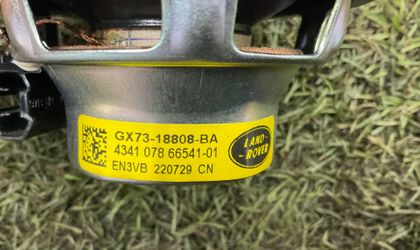 GX73-18808-BA
4341 078 66541-01
EN3VB 220729 CN
LAND
ROVER